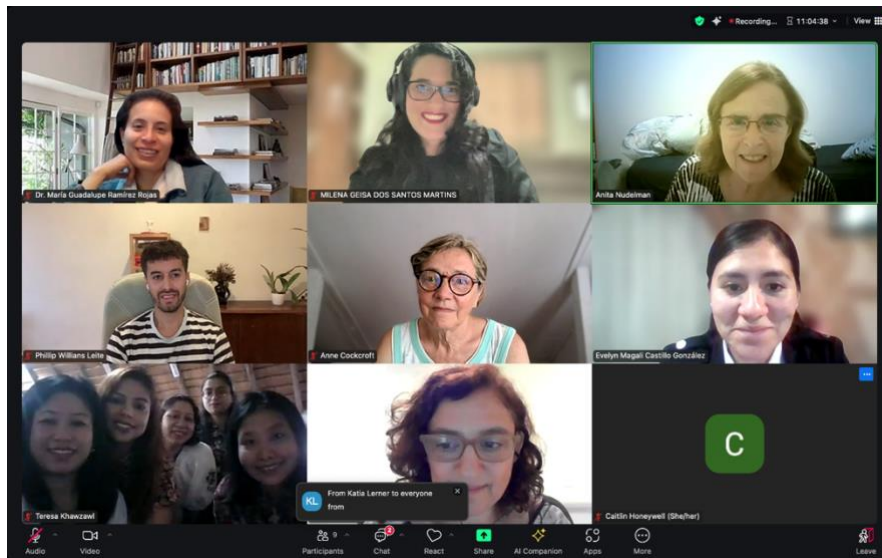 Recording... 11:04:38 View
Dr. María Guadalupe Ramírez Rojas
MILENA GEISA DOS SANTOS MARTINS
Anita Nudelman
Phillip Willians Leite
Anne Cockcroft
Evelyn Magali Castillo González
Teresa Khawzawl
KL
From Katia Lerner to everyone
from
C
Caitlin Honeywell (She/her)
Audio
Video
9
Participants
2
Chat
React
Share
AI Companion
Apps
More
Leave